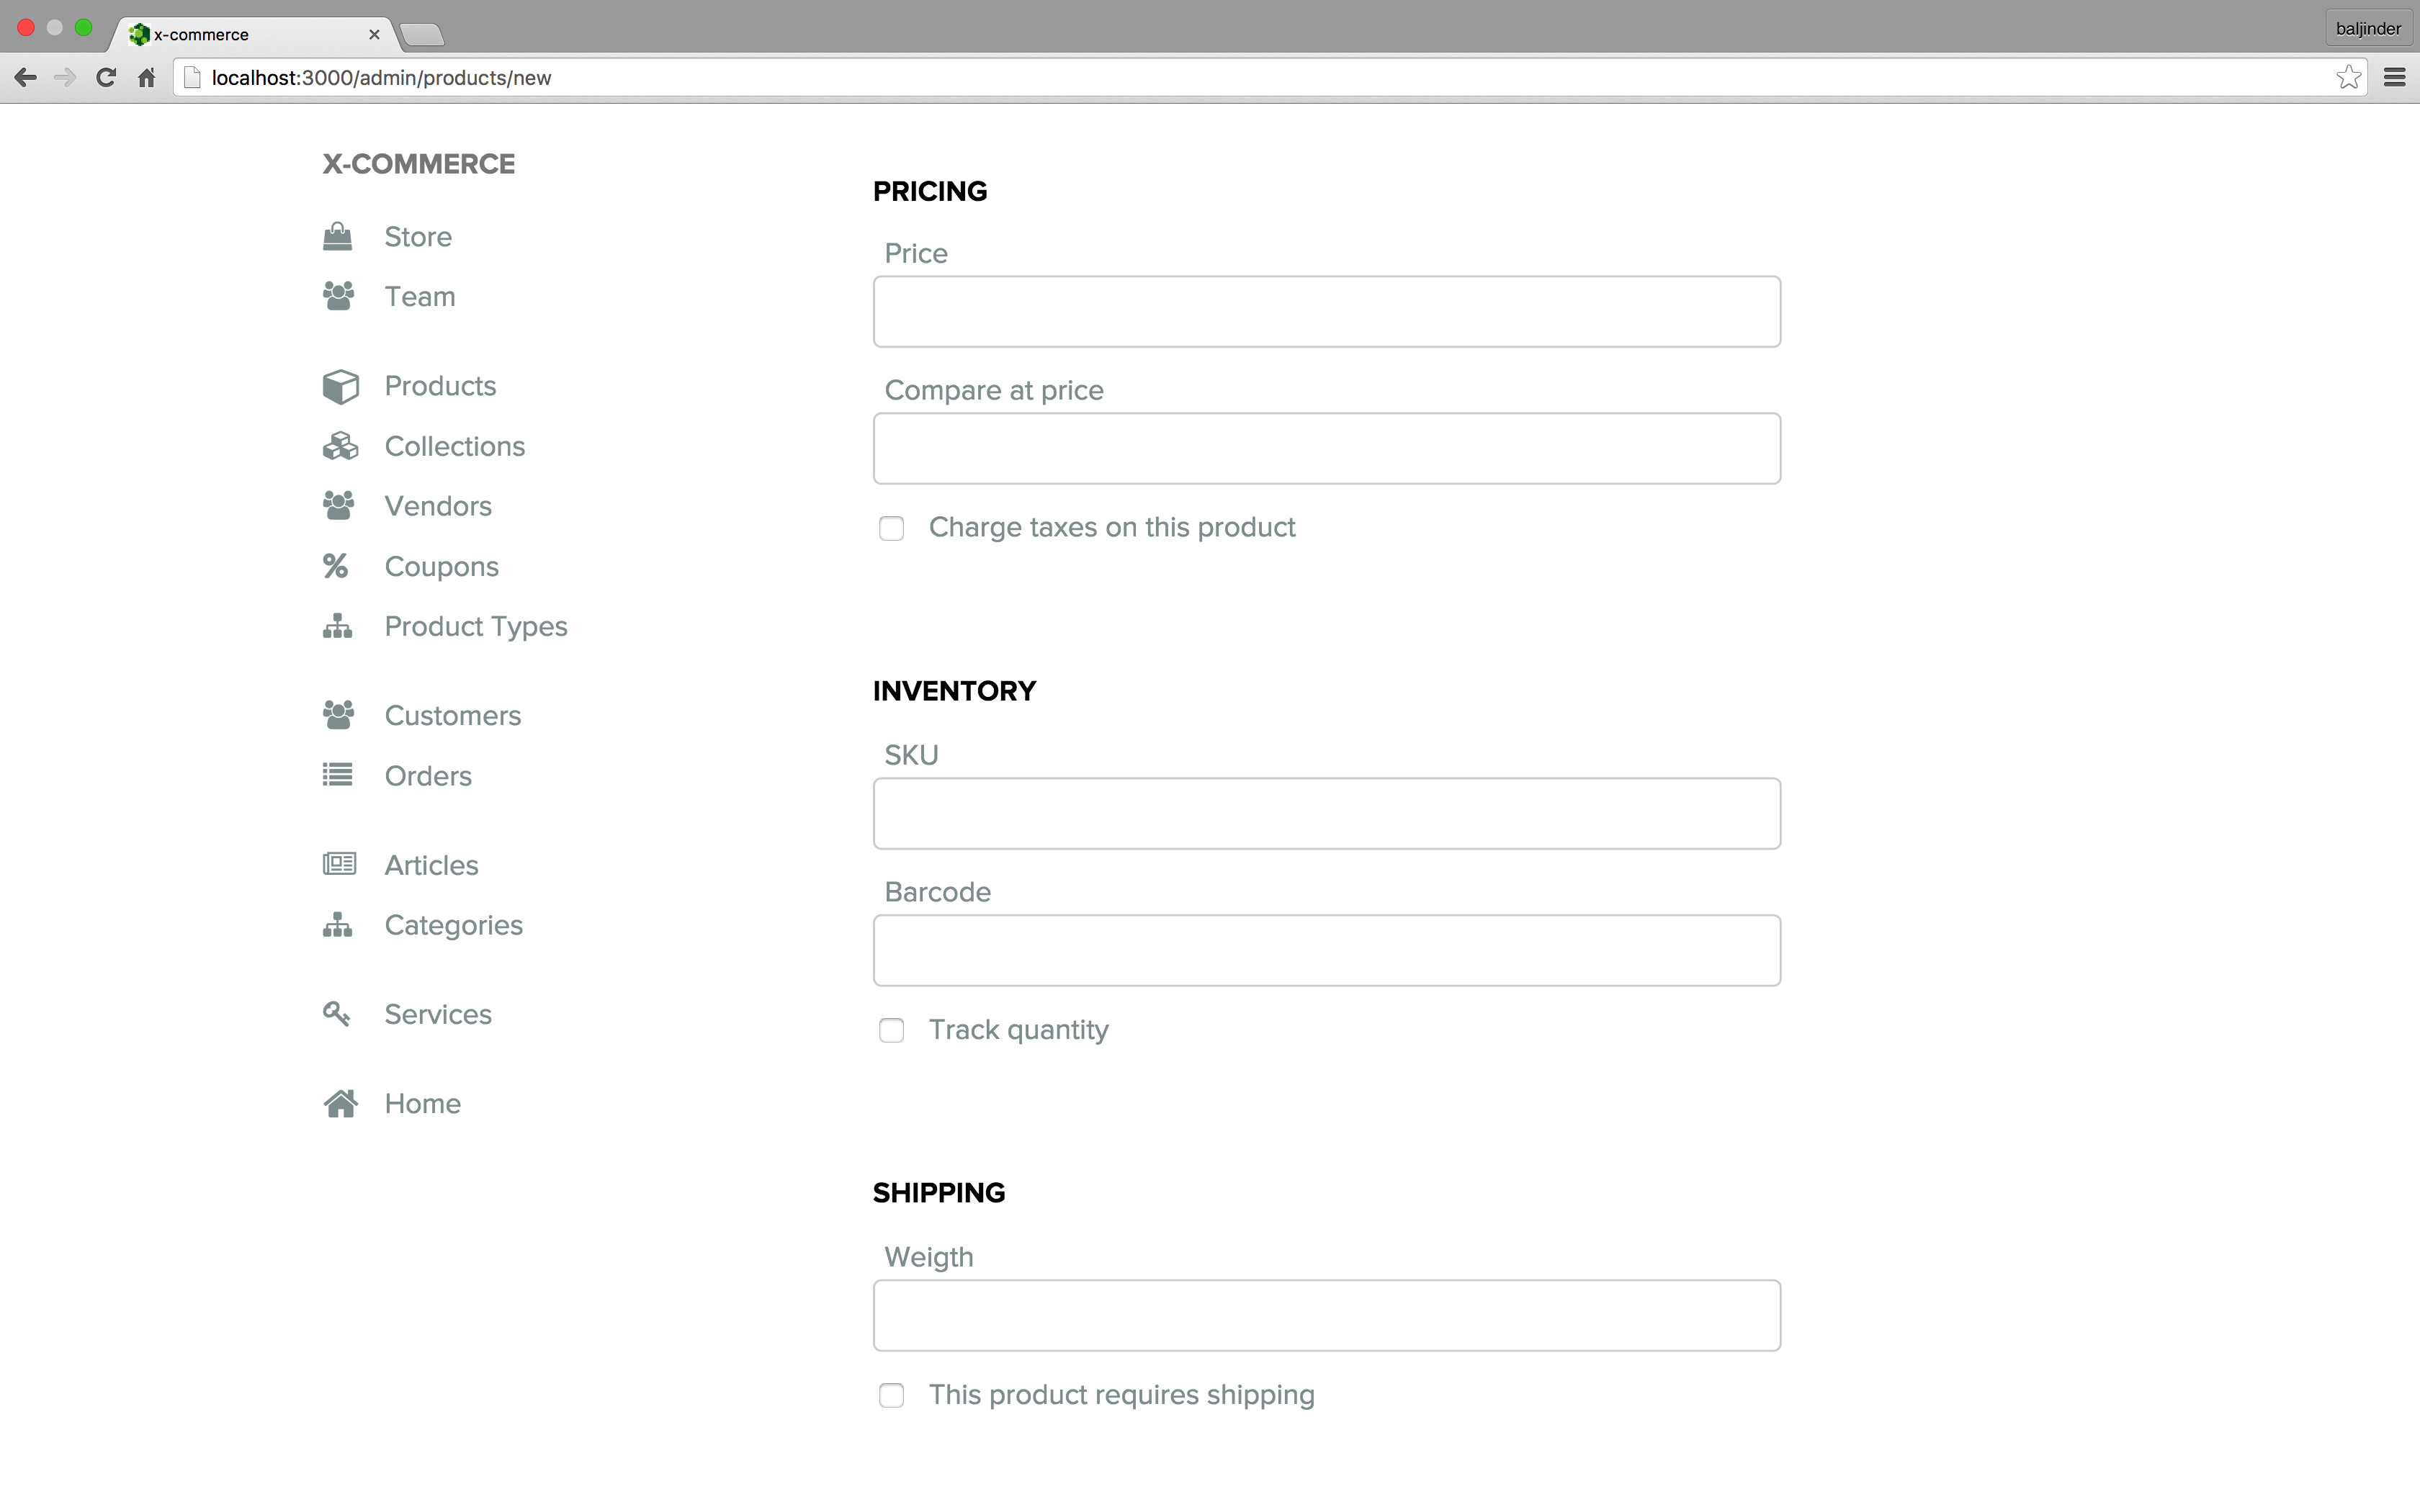 x-commerce
baljinder
localhost:3000/admin/products/new
X-COMMERCE
Store
Team
Products
Collections
Vendors
Coupons
Product Types
Customers
Orders
Articles
Categories
Services
Home
PRICING
Price
Compare at price
Charge taxes on this product
INVENTORY
SKU
Barcode
Track quantity
SHIPPING
Weigth
This product requires shipping